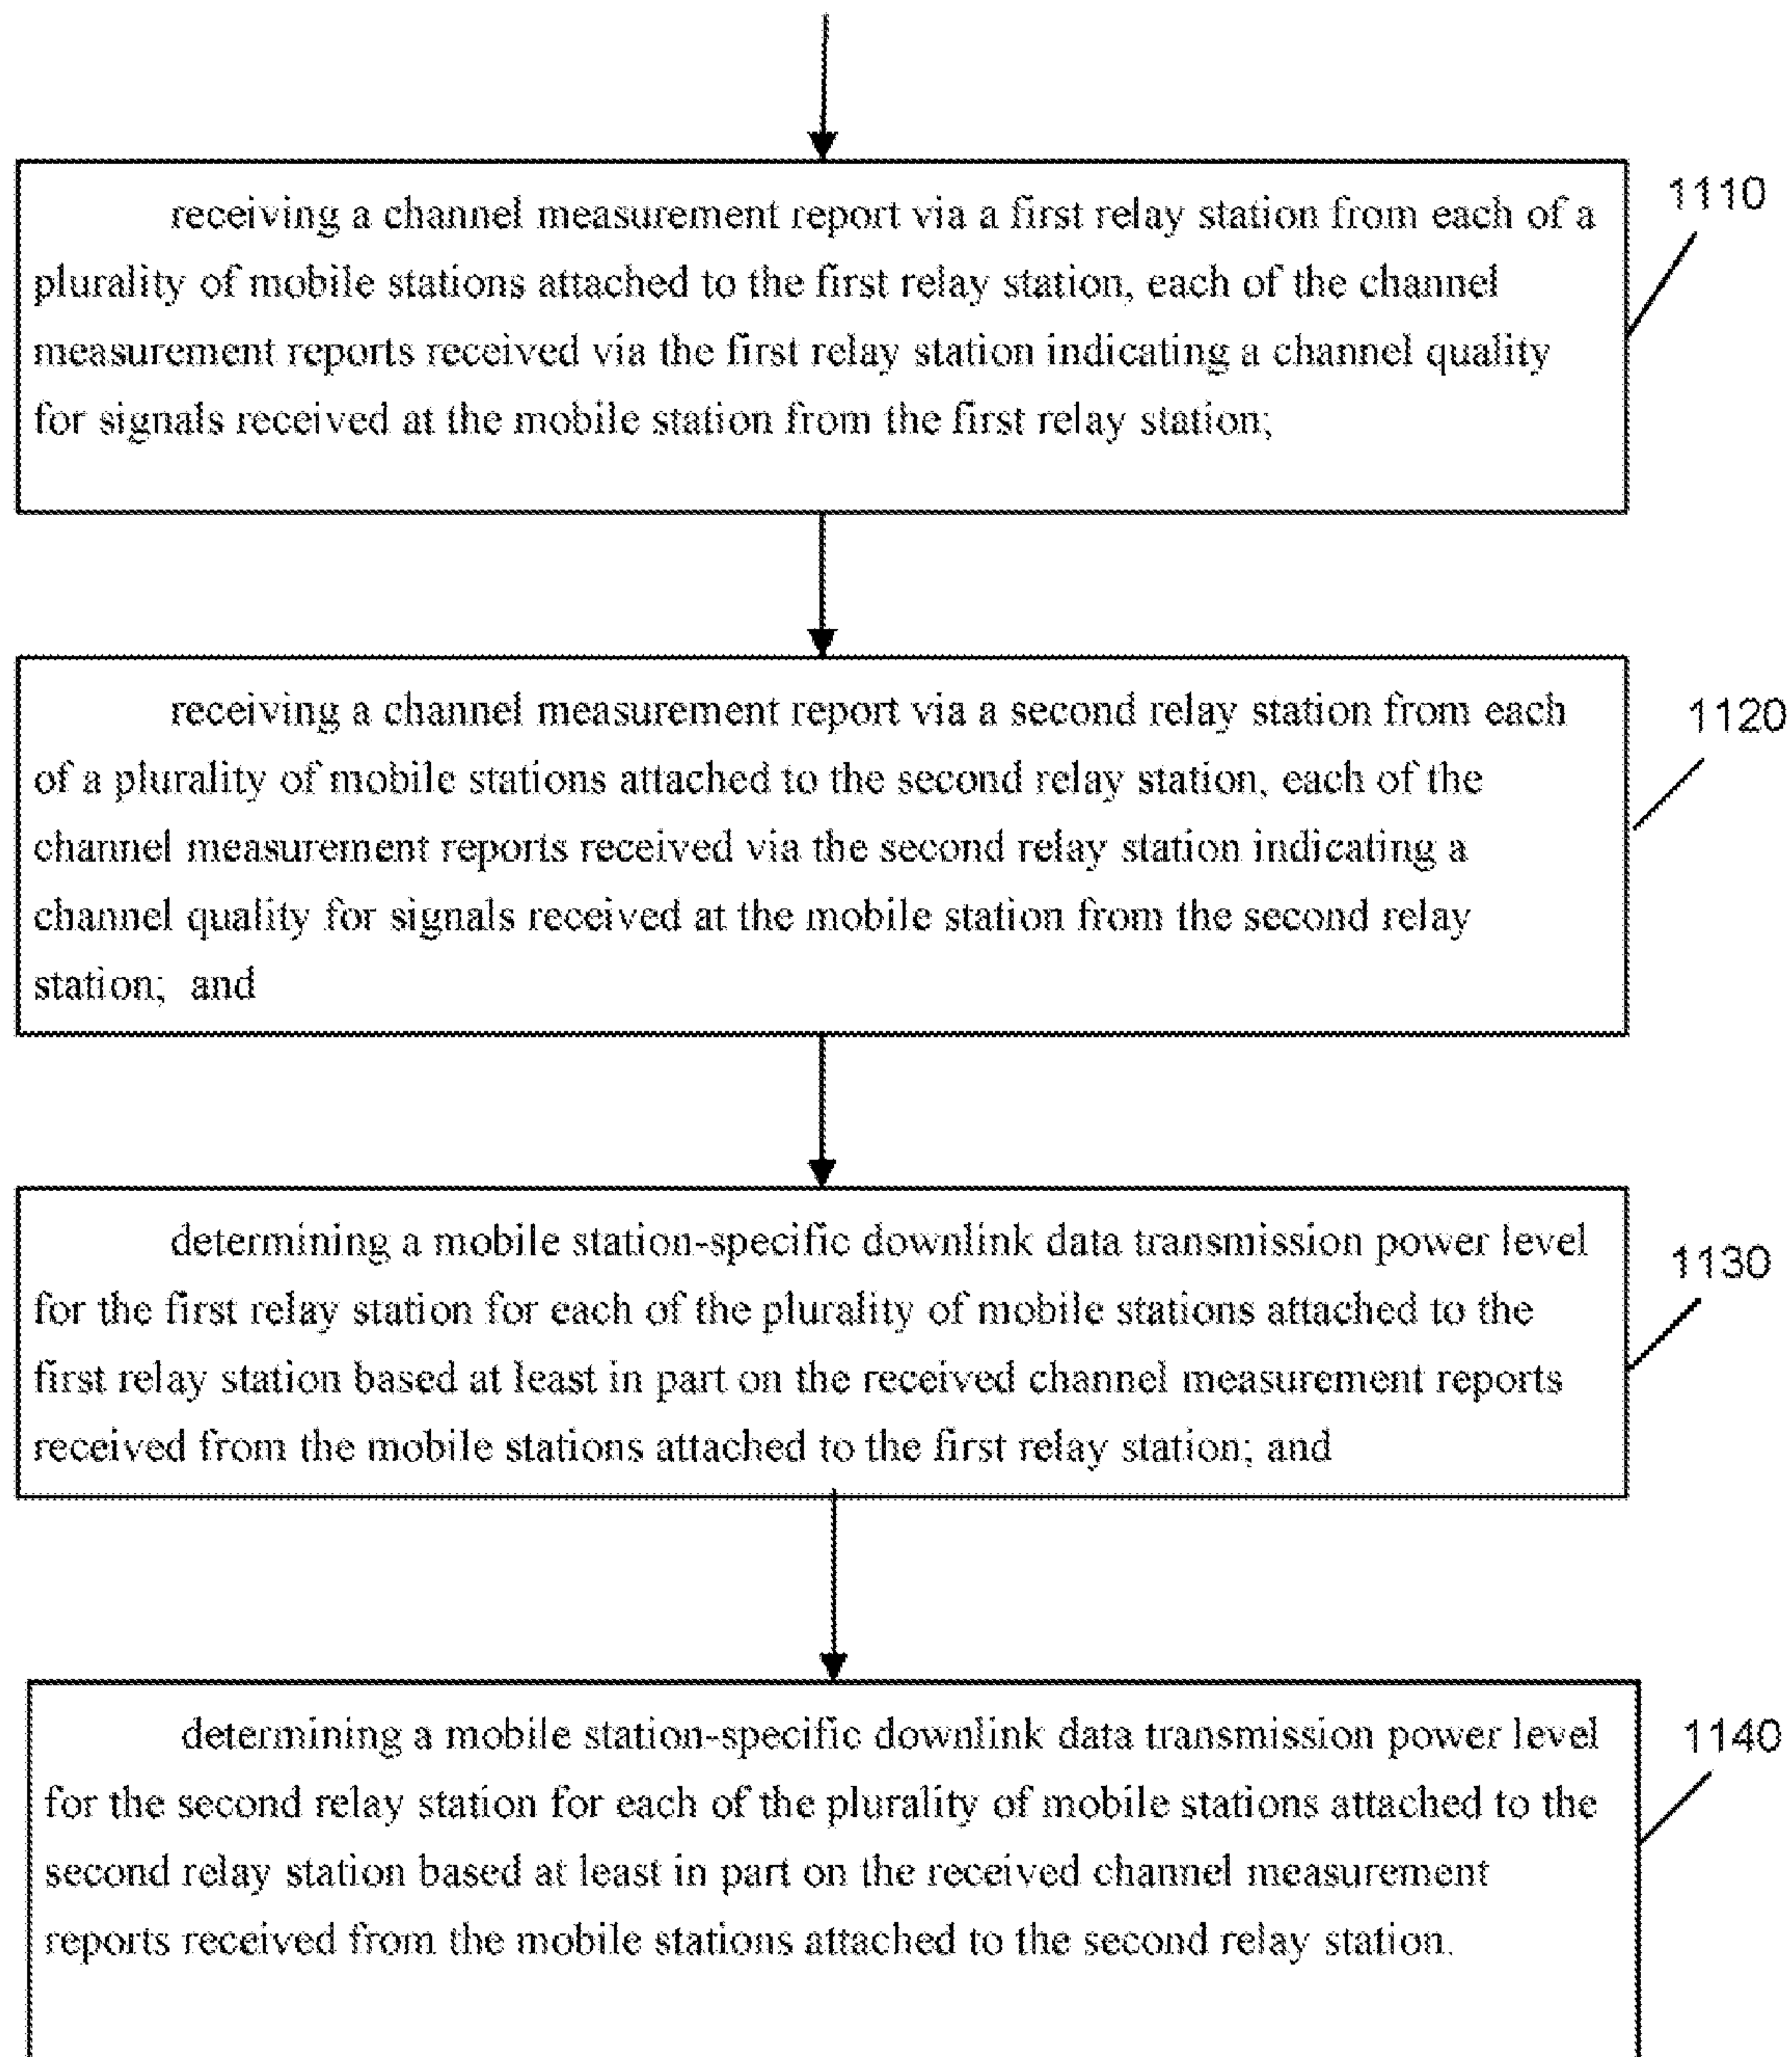 receiving a channel measurement report via a first relay station from each of a
plurality of mobile stations attached to the first relay station, each of the channel
measurement reports received via the first relay station indicating a channel quality
for signals received at the mobile station from the first relay station;
1110
receiving a channel measurement report via a second relay station from each
of a plurality of mobile stations attached to the second relay station, each of the
channel measurement reports received via the second relay station indicating a
channel quality for signals received at the mobile station from the second relay
station; and
1120
determining a mobile station-specific downlink data transmission power level
for the first relay station for each of the plurality of mobile stations attached to the
first relay station based at least in part on the received channel measurement reports
received from the mobile stations attached to the first relay station; and
1130
determining a mobile station-specific downlink data transmission power level
for the second relay station for each of the plurality of mobile stations attached to the
second relay station based at least in part on the received channel measurement
reports received from the mobile stations attached to the second relay station.
1140